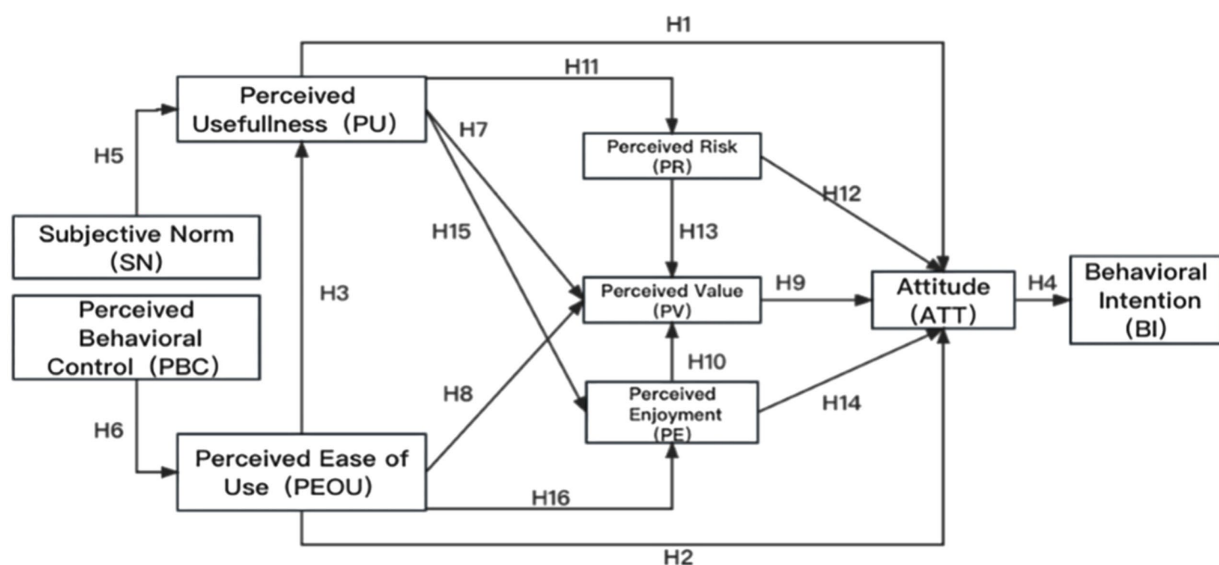 H1
H11
Perceived
Usefullness (PU)
H7
Perceived Risk
(PR)
H5
H12
H15
H13
Subjective Norm
(SN)
H3
Perceived Value
(PV)
H9
Attitude
(ATT)
H4
Behavioral
Intention
(BI)
Perceived
Behavioral
Control (PBC)
H10
H8
Perceived
Enjoyment
(PE)
H14
H6
Perceived Ease of
Use (PEOU)
H16
H2